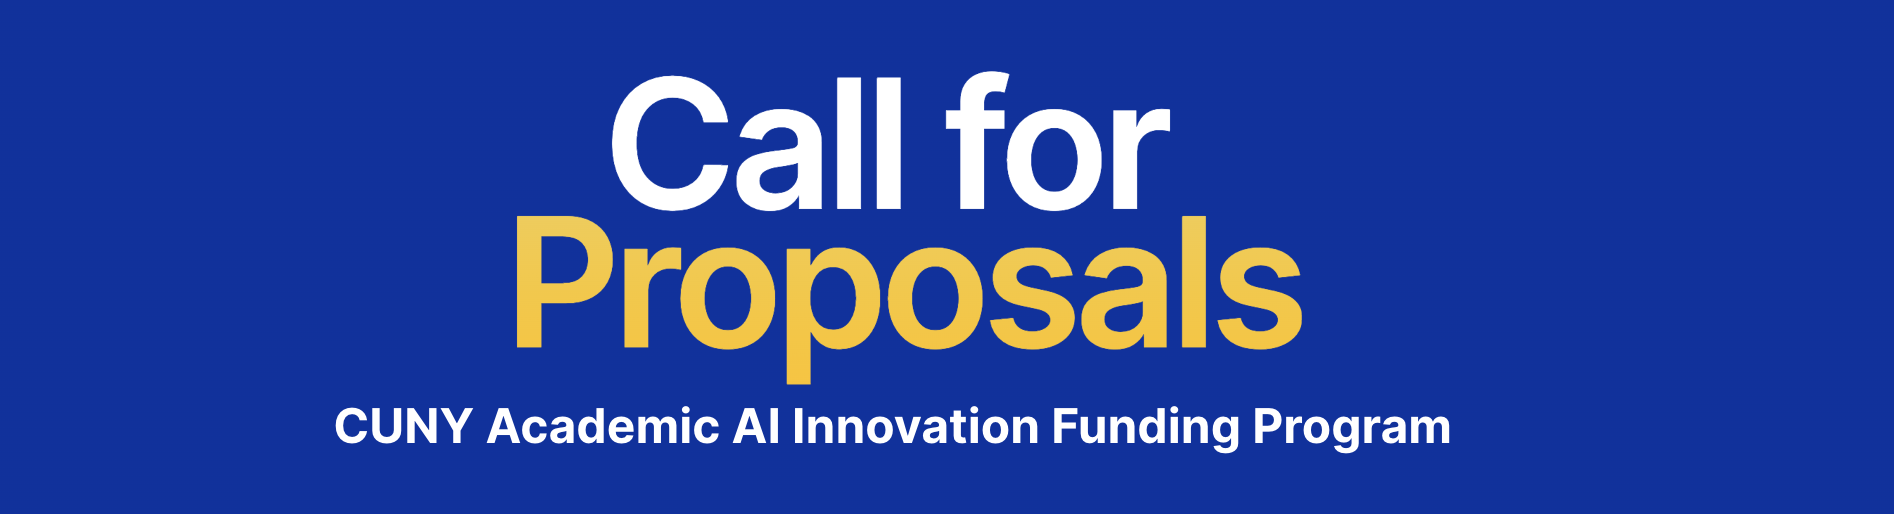 Call for
Proposals
CUNY Academic AI Innovation Funding Program